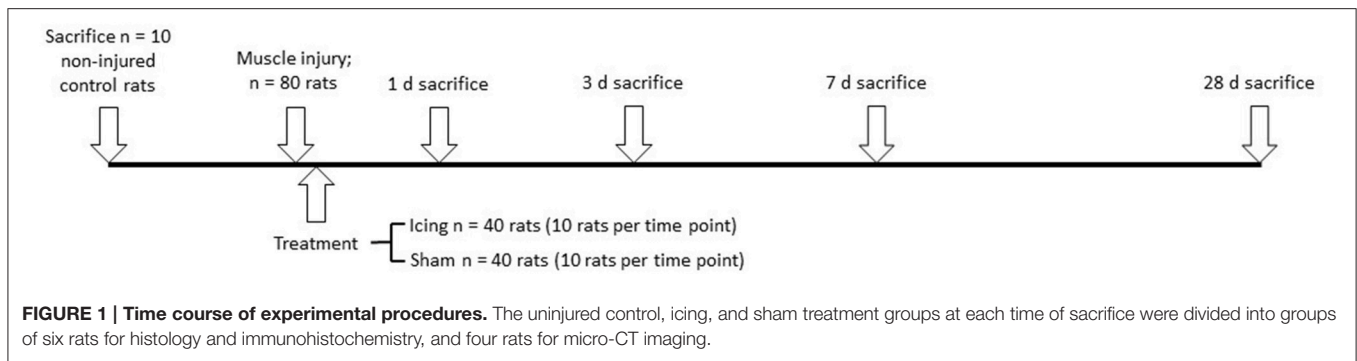 Sacrifice n = 10
non-injured
control rats
Muscle injury;
n = 80 rats
1 d sacrifice
3 d sacrifice
7 d sacrifice
28 d sacrifice
Treatment
Icing n = 40 rats (10 rats per time point)
Sham n = 40 rats (10 rats per time point)
FIGURE 1 | Time course of experimental procedures. The uninjured control, icing, and sham treatment groups at each time of sacrifice were divided into groups
of six rats for histology and immunohistochemistry, and four rats for micro-CT imaging.